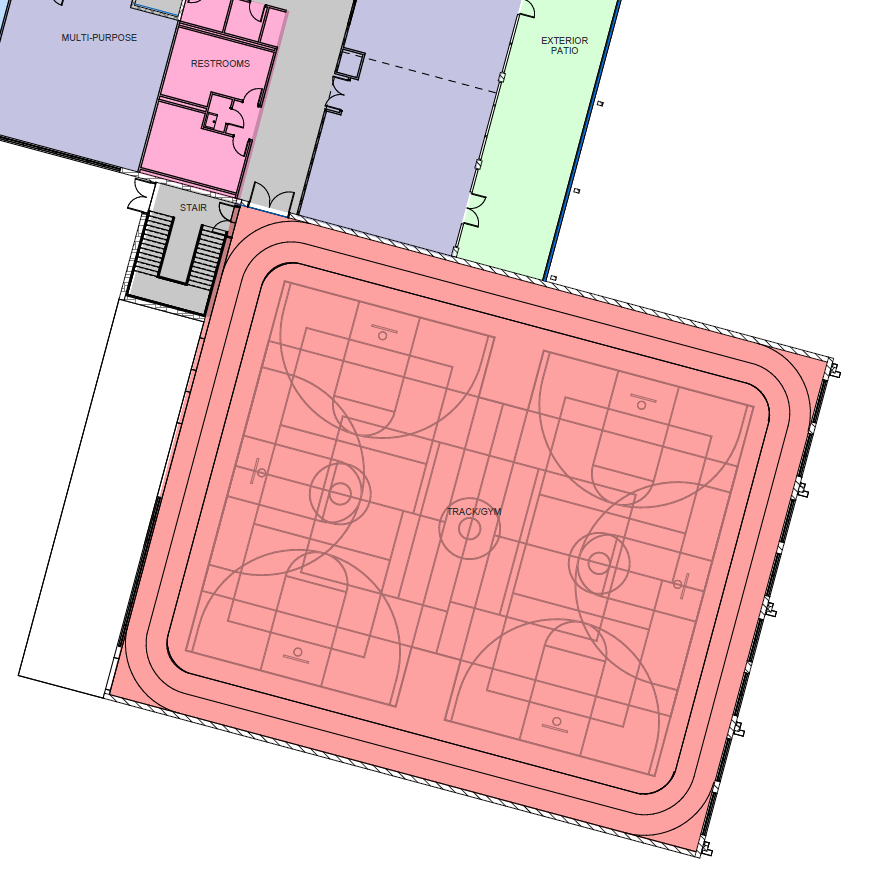 MULTI-PURPOSE
EXTERIOR
PATIO
RESTROOMS
STAIR
TRACK/GYM